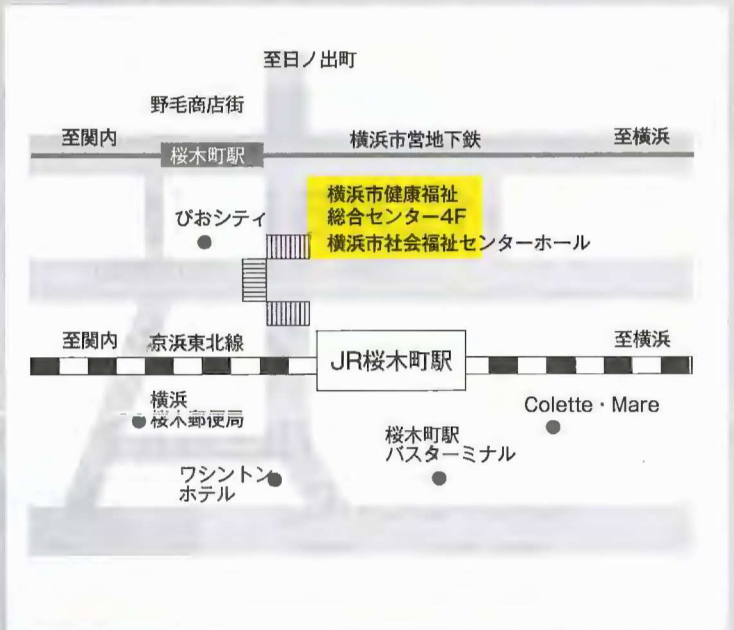 至日ノ出町
野毛商店街
至関内
横浜市営地下鉄
至横浜
桜木町駅
横浜市健康福祉
総合センター4F
横浜市社会福祉センターホール
ぴおシティ
至関内
京浜東北線
至横浜
JR桜木町駅
横浜
桜木郵便局
Colette・Mare
桜木町駅
バスターミナル
ワシントン
ホテル